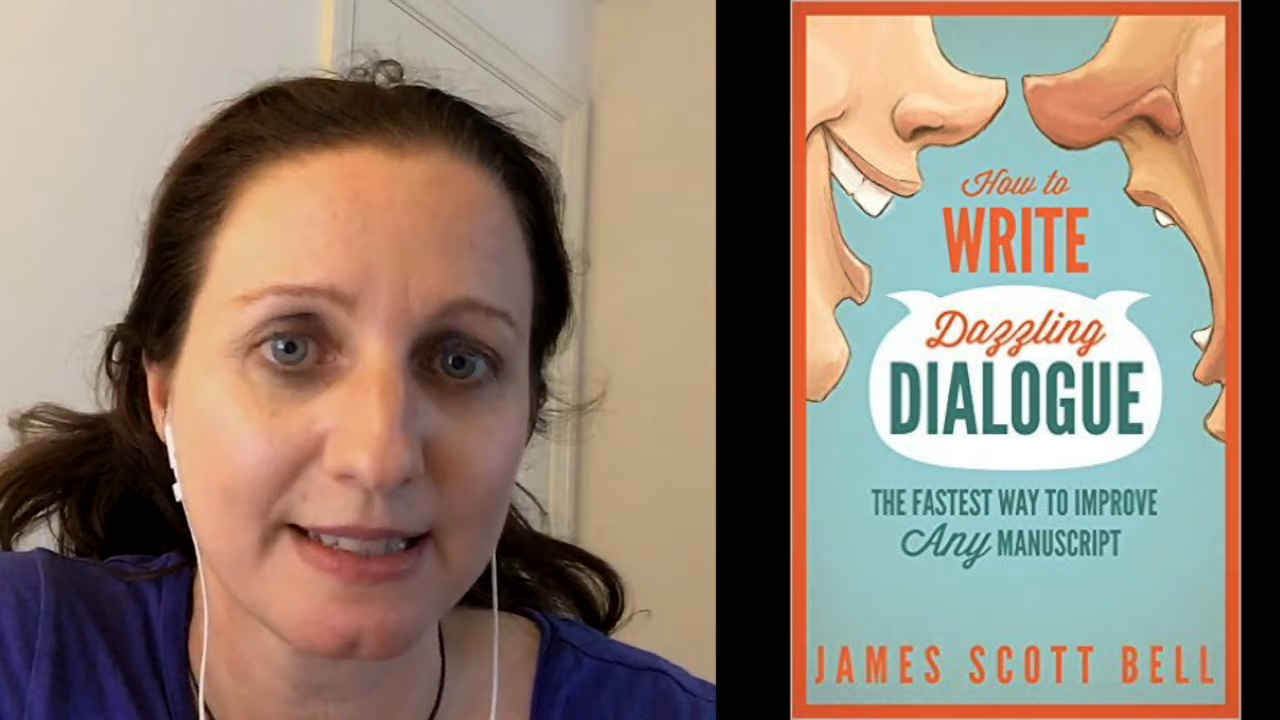 How to
WRITE
Dazzling
DIALOGUE
THE FASTEST WAY TO IMPROVE
Any MANUSCRIPT
JAMES SCOTT BELL